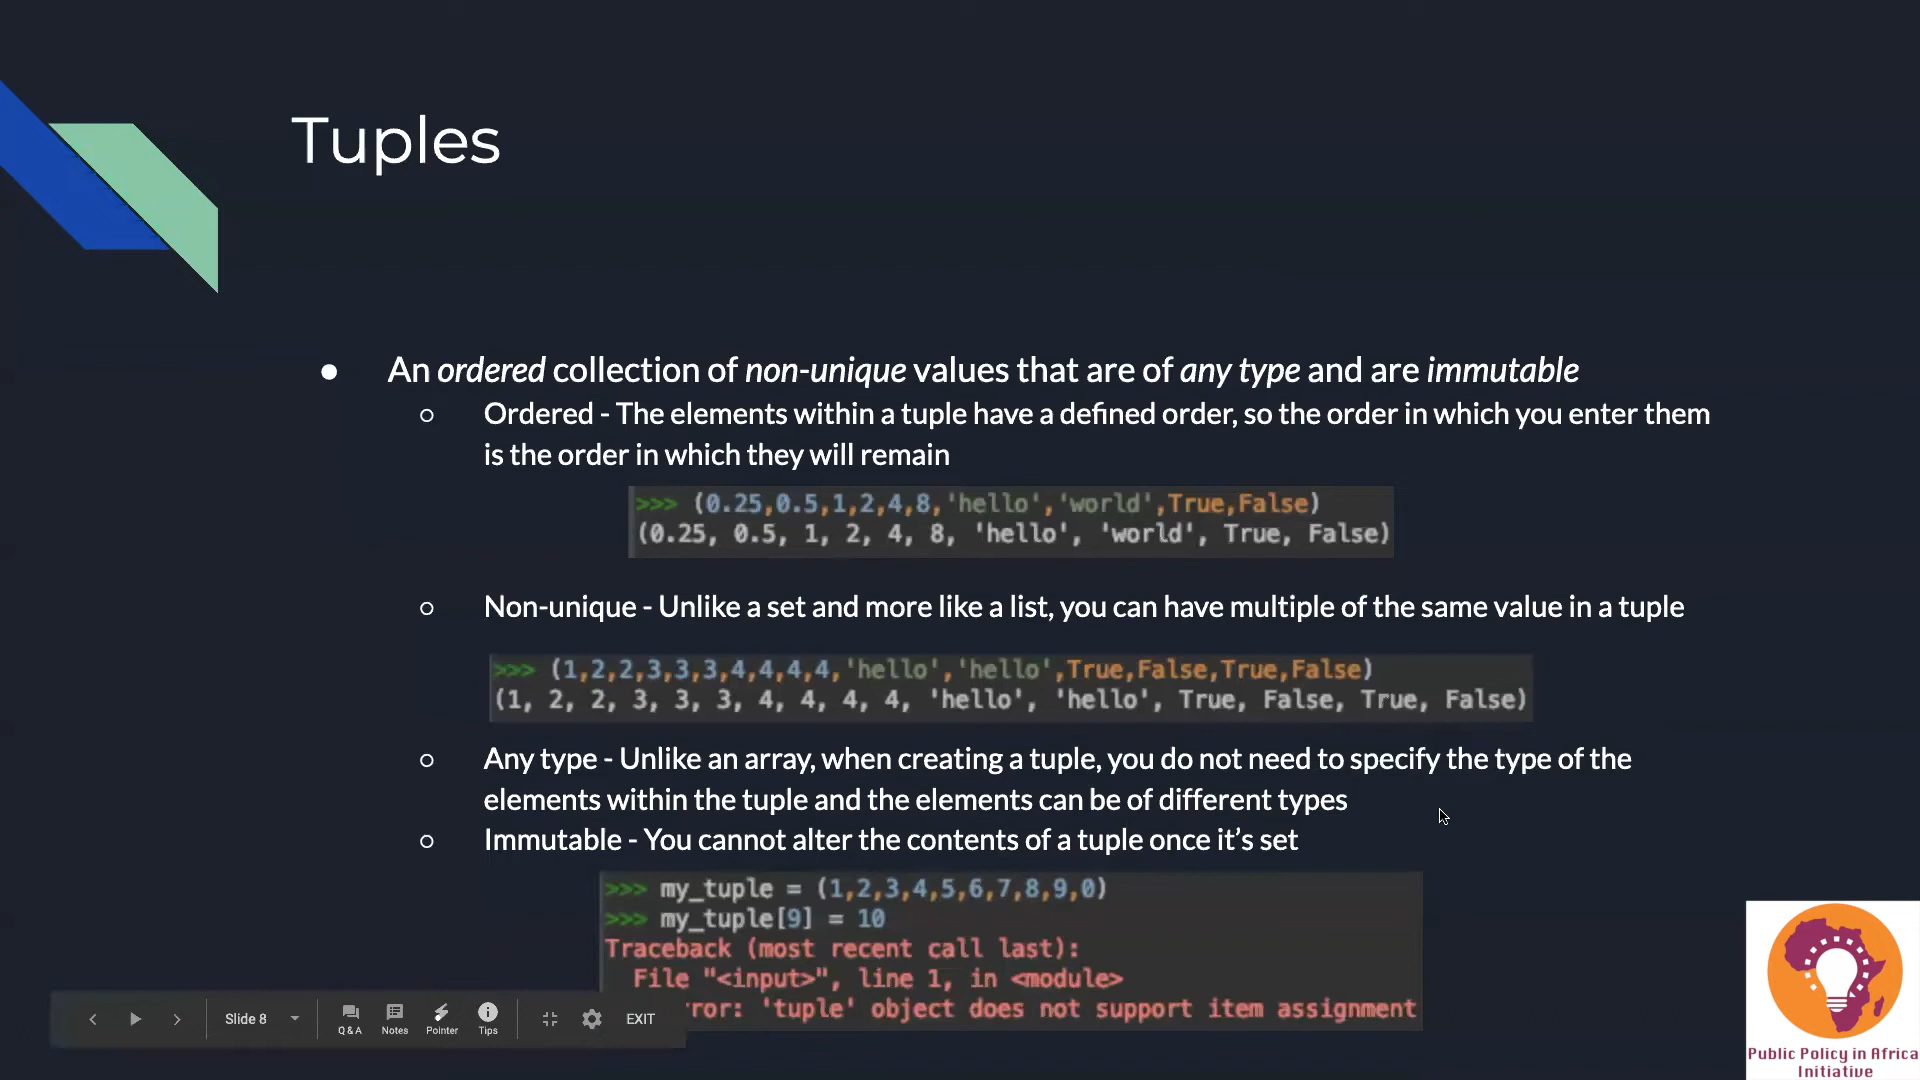 Tuples
● An ordered collection of non-unique values that are of any type and are immutable
○ Ordered - The elements within a tuple have a defined order, so the order in which you enter them
is the order in which they will remain
>>> (0.25,0.5,1,2,4,8,'hello','world',True,False)
(0.25, 0.5, 1, 2, 4, 8, 'hello', 'world', True, False)
○ Non-unique - Unlike a set and more like a list, you can have multiple of the same value in a tuple
>>> (1,2,2,3,3,3,4,4,4,4,'hello','hello',True,False,True,False)
(1, 2, 2, 3, 3, 3, 4, 4, 4, 4, 'hello', 'hello', True, False, True, False)
○ Any type - Unlike an array, when creating a tuple, you do not need to specify the type of the
elements within the tuple and the elements can be of different types
○ Immutable - You cannot alter the contents of a tuple once it’s set
>>> my_tuple = (1,2,3,4,5,6,7,8,9,0)
>>> my_tuple[9] = 10
Traceback (most recent call last):
File "<input>", line 1, in <module>
rror: 'tuple' object does not support item assignment
Slide 8
Q & A
Notes
Pointer
Tips
EXIT
Public Policy in Africa
Initiative